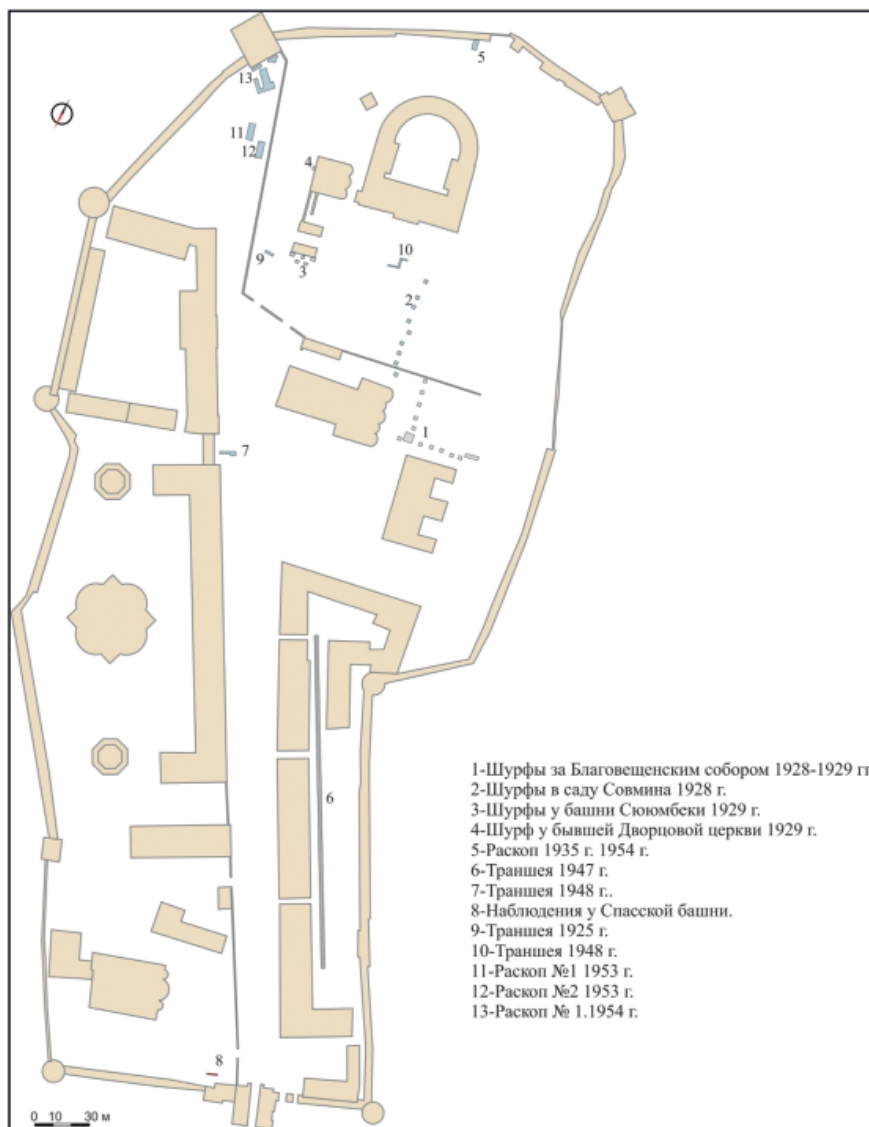 13
5
11
12
4
9
3
10
2
1
7
6
8
1-Шурфы за Благовещенским собором 1928-1929 гг
2-Шурфы в саду Совмина 1928 г.
3-Шурфы у башни Сююмбеки 1929 г.
4-Шурф у бывшей Дворцовой церкви 1929 г.
5-Раскоп 1935 г. 1954 г.
6-Траншея 1947 г.
7-Траншея 1948 г..
8-Наблюдения у Спасской башни.
9-Траншея 1925 г.
10-Траншея 1948 г.
11-Раскоп №1 1953 г.
12-Раскоп №2 1953 г.
13-Раскоп № 1.1954 г.
0 10 30 м